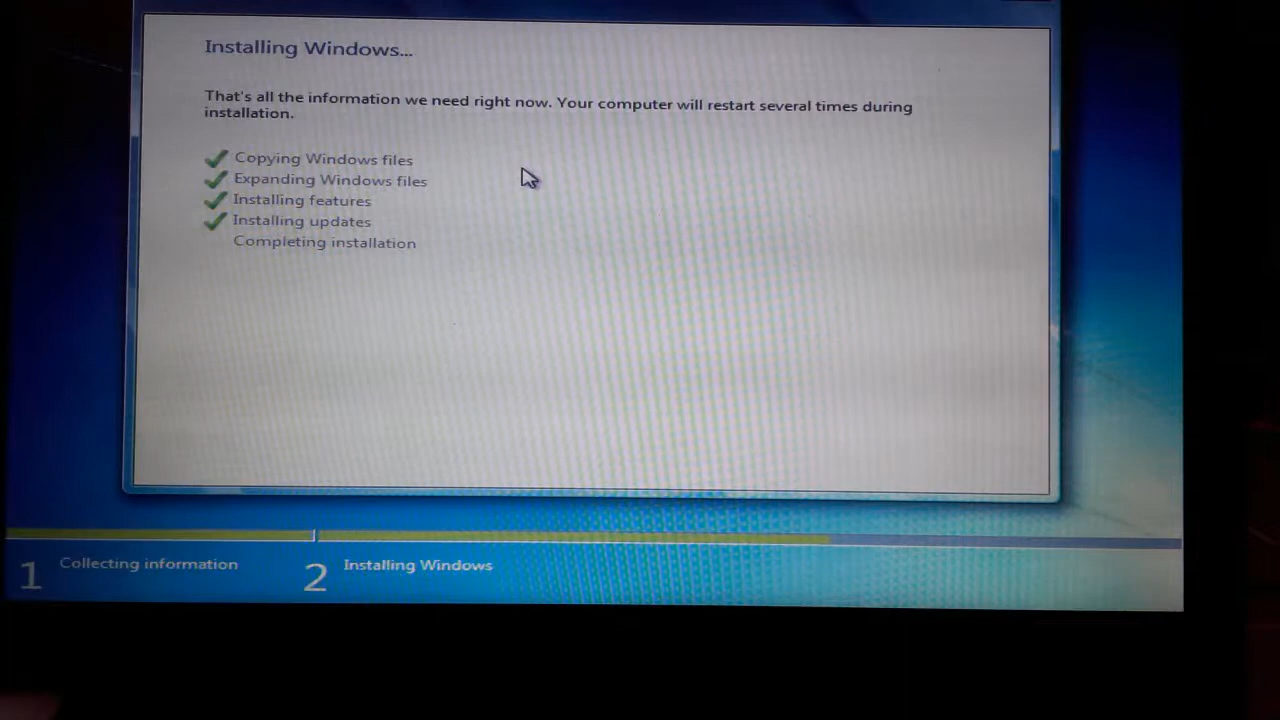 Installing Windows...
That's all the information we need right now. Your computer will restart several times during
installation.
Copying Windows files
Expanding Windows files
Installing features
Installing updates
Completing installation
1 Collecting information
2 Installing Windows